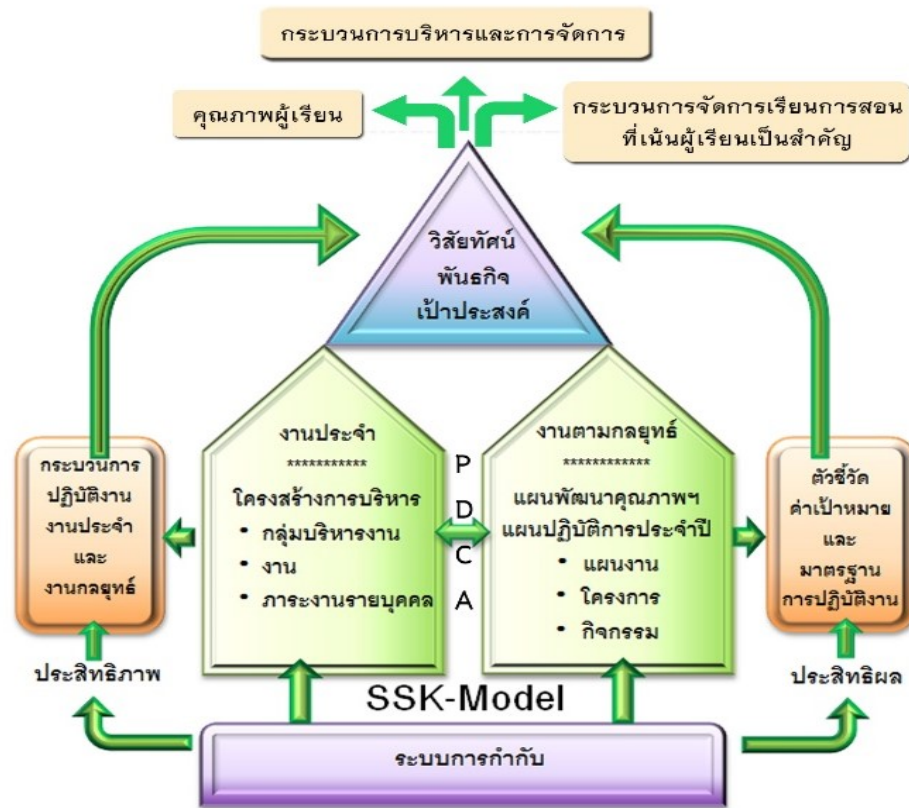 กระบวนการบริหารและการจัดการ
คุณภาพผู้เรียน
กระบวนการจัดการเรียนการสอน
ที่เน้นผู้เรียนเป็นสำคัญ
วิสัยทัศน์
พันธกิจ
เป้าประสงค์
กระบวนการ
ปฏิบัติงาน
งานประจำ
และ
งานกลยุทธ์
งานประจำ
***********
โครงสร้างการบริหาร
• กลุ่มบริหารงาน
• งาน
• ภาระงานรายบุคคล
P
D
C
A
งานตามกลยุทธ์
************
แผนพัฒนาคุณภาพฯ
แผนปฏิบัติการประจำปี
• แผนงาน
• โครงการ
• กิจกรรม
ตัวชี้วัด
ค่าเป้าหมาย
และ
มาตรฐาน
การปฏิบัติงาน
ประสิทธิภาพ
ประสิทธิผล
SSK-Model
ระบบการกำกับ